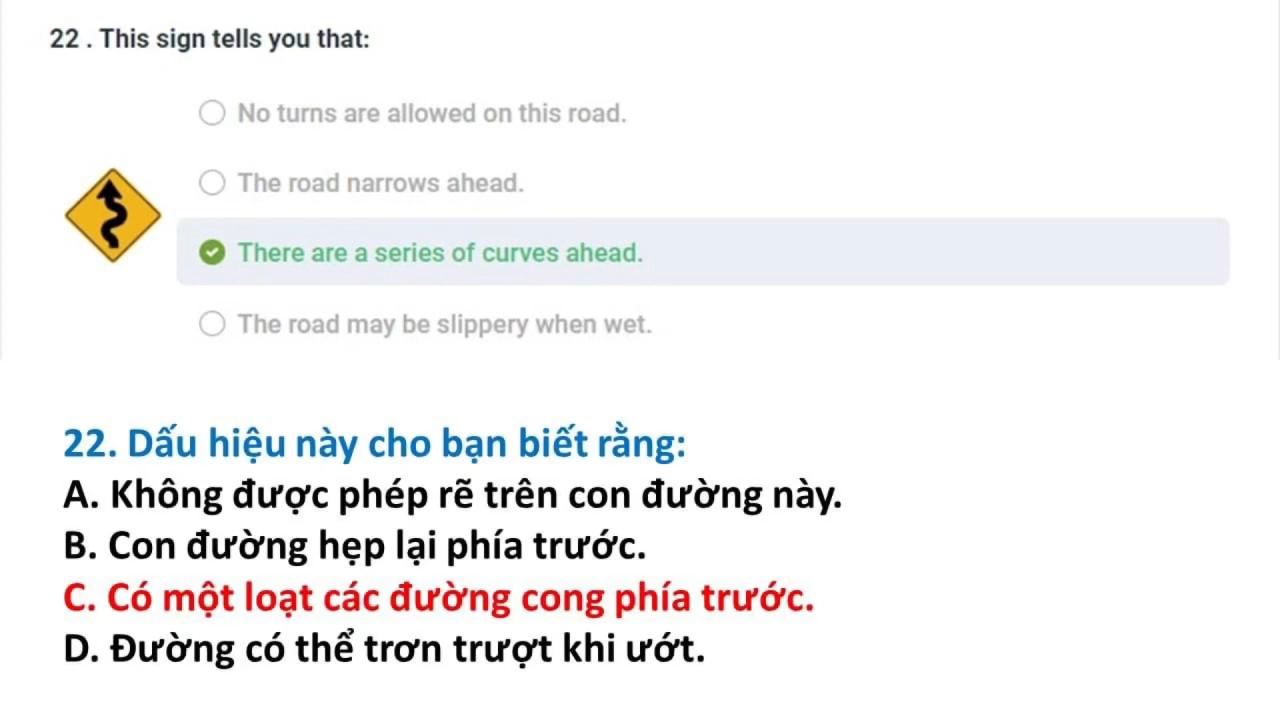 22 . This sign tells you that:
No turns are allowed on this road.
The road narrows ahead.
There are a series of curves ahead.
The road may be slippery when wet.
22. Dấu hiệu này cho bạn biết rằng:
A. Không được phép rẽ trên con đường này.
B. Con đường hẹp lại phía trước.
C. Có một loạt các đường cong phía trước.
D. Đường có thể trơn trượt khi ướt.